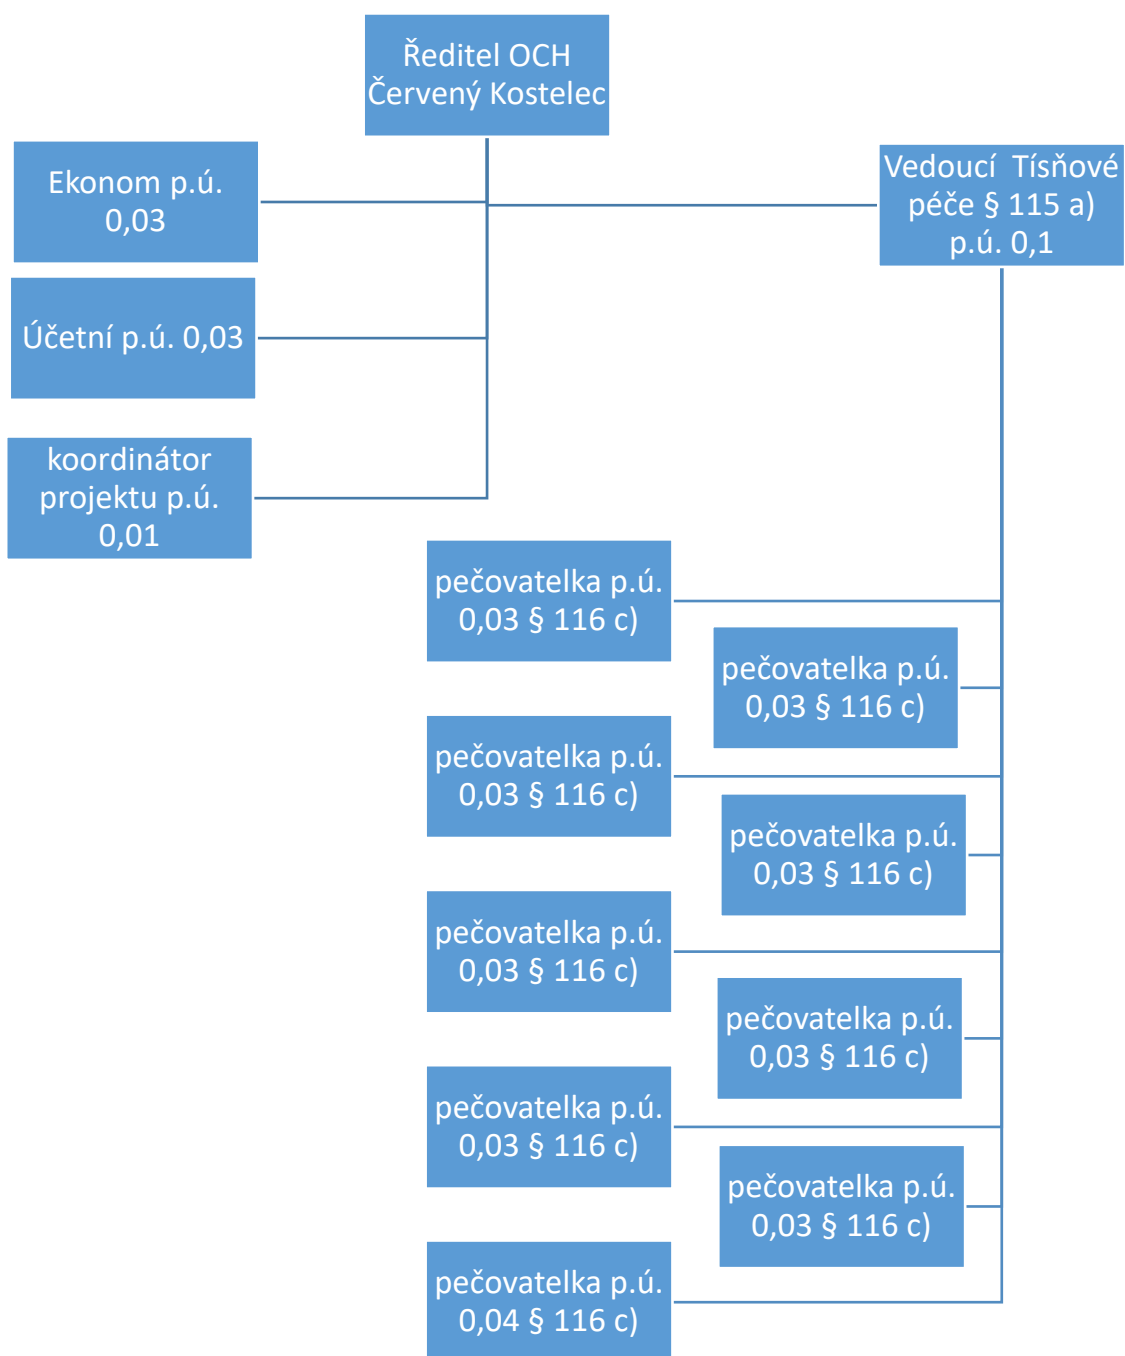 Ředitel OCH
Červený Kostelec
Ekonom p.ú.
0,03
Vedoucí  Tísňové
péče § 115 a)
p.ú. 0,1
Účetní p.ú. 0,03
koordinátor
projektu p.ú.
0,01
pečovatelka p.ú.
0,03 § 116 c)
pečovatelka p.ú.
0,03 § 116 c)
pečovatelka p.ú.
0,03 § 116 c)
pečovatelka p.ú.
0,03 § 116 c)
pečovatelka p.ú.
0,03 § 116 c)
pečovatelka p.ú.
0,03 § 116 c)
pečovatelka p.ú.
0,03 § 116 c)
pečovatelka p.ú.
0,03 § 116 c)
pečovatelka p.ú.
0,04 § 116 c)